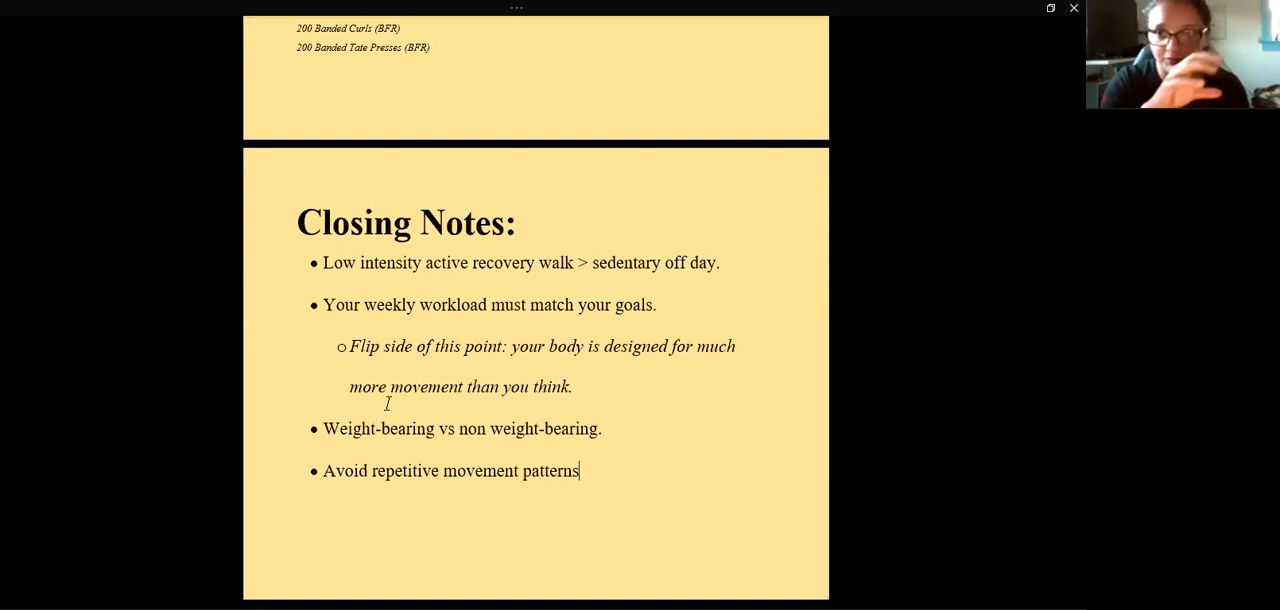 200 Banded Curls (BFR)
200 Banded Tate Presses (BFR)
Closing Notes:
• Low intensity active recovery walk > sedentary off day.
• Your weekly workload must match your goals.
o Flip side of this point: your body is designed for much
more movement than you think.
• Weight-bearing vs non weight-bearing.
• Avoid repetitive movement patterns